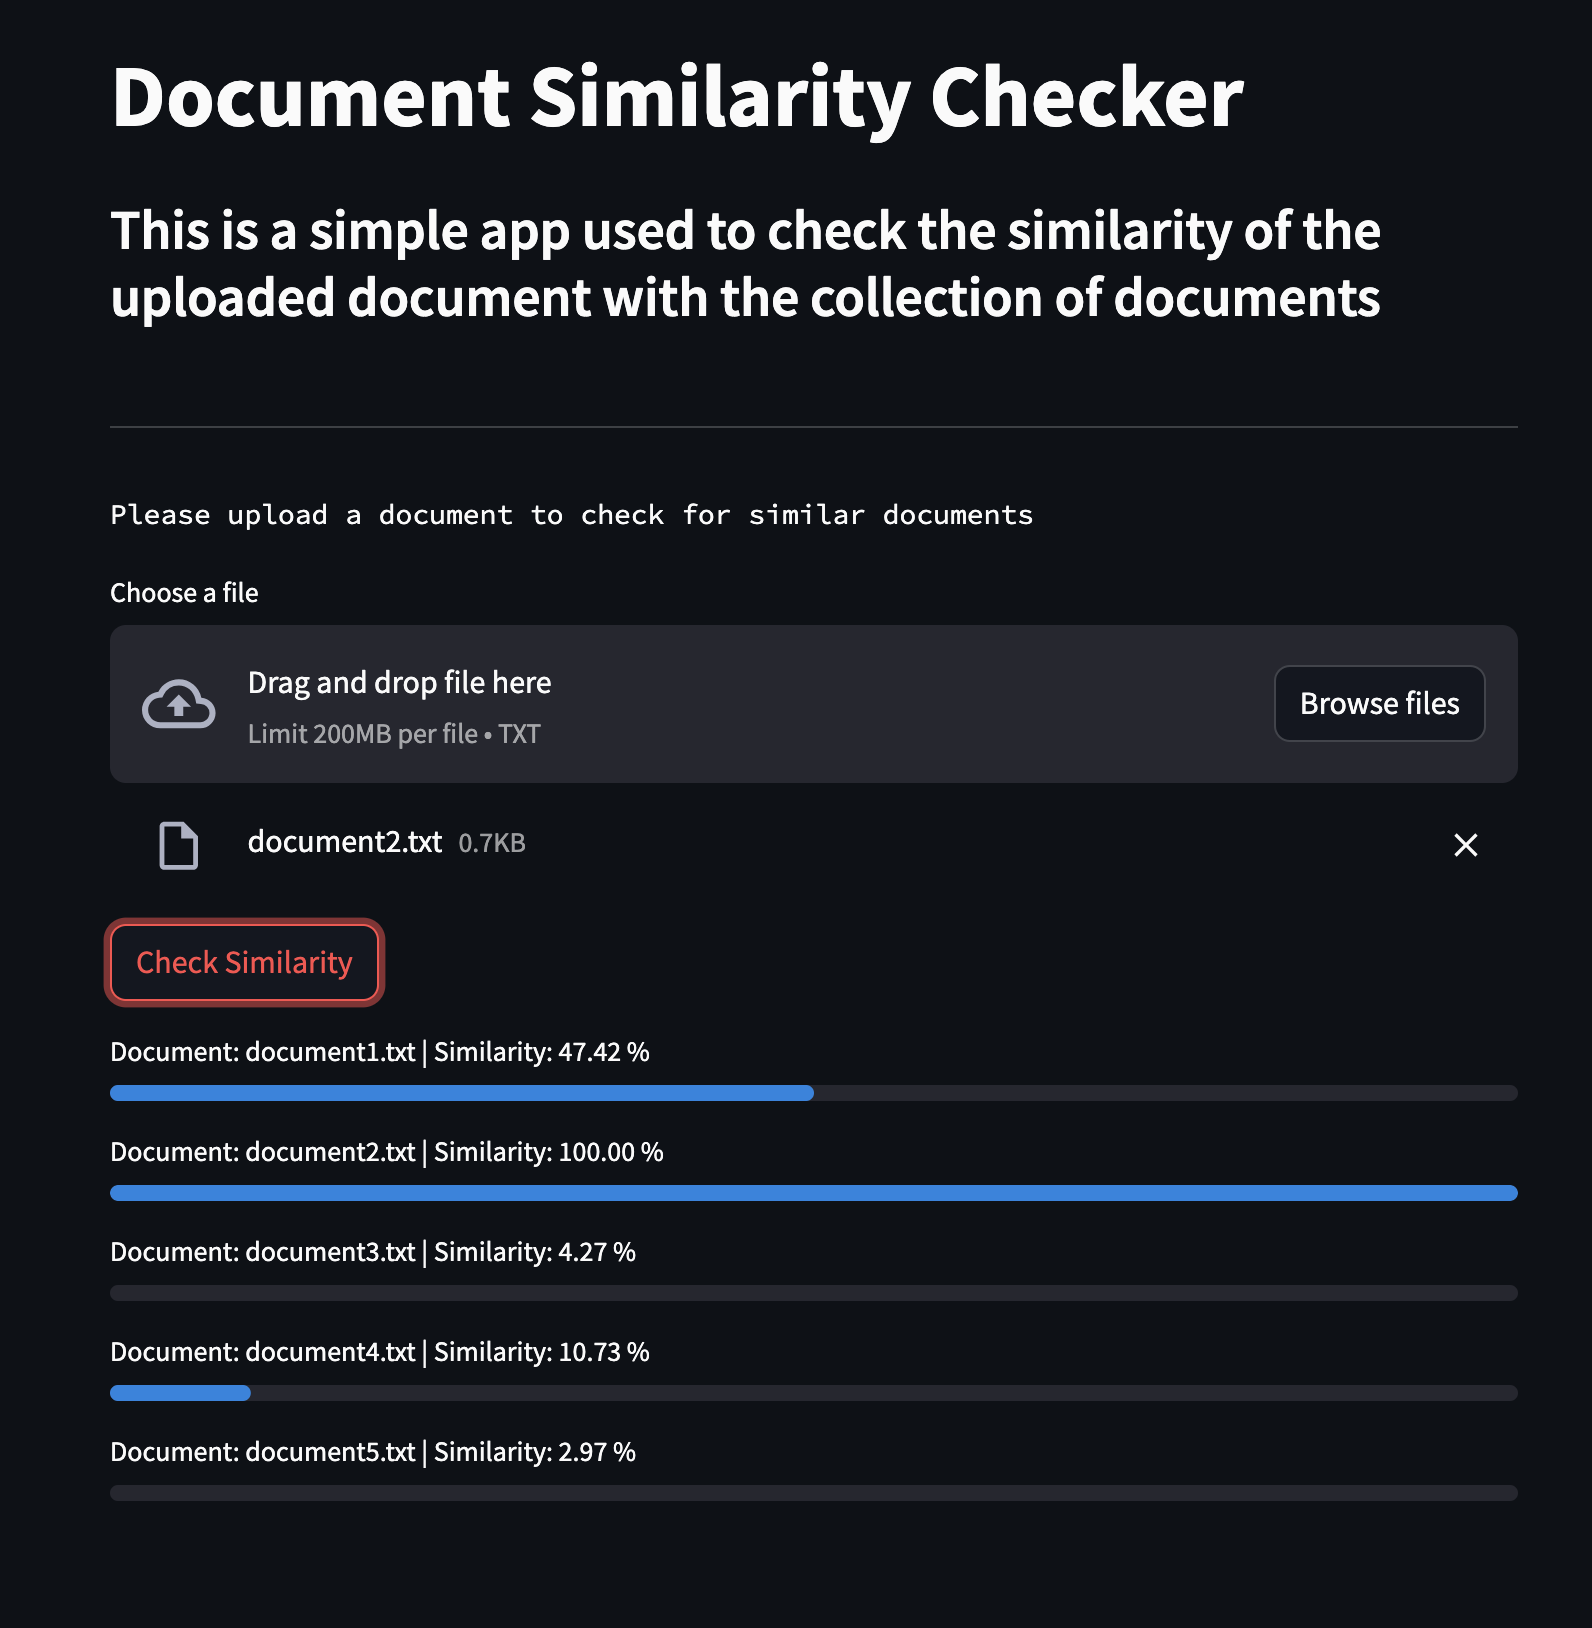 Document Similarity Checker
This is a simple app used to check the similarity of the
uploaded document with the collection of documents
Please upload a document to check for similar documents
Choose a file
Drag and drop file here
Limit 200MB per file • TXT
Browse files
document2.txt 0.7KB
Check Similarity
Document: document1.txt | Similarity: 47.42 %
Document: document2.txt | Similarity: 100.00 %
Document: document3.txt | Similarity: 4.27 %
Document: document4.txt | Similarity: 10.73 %
Document: document5.txt | Similarity: 2.97 %